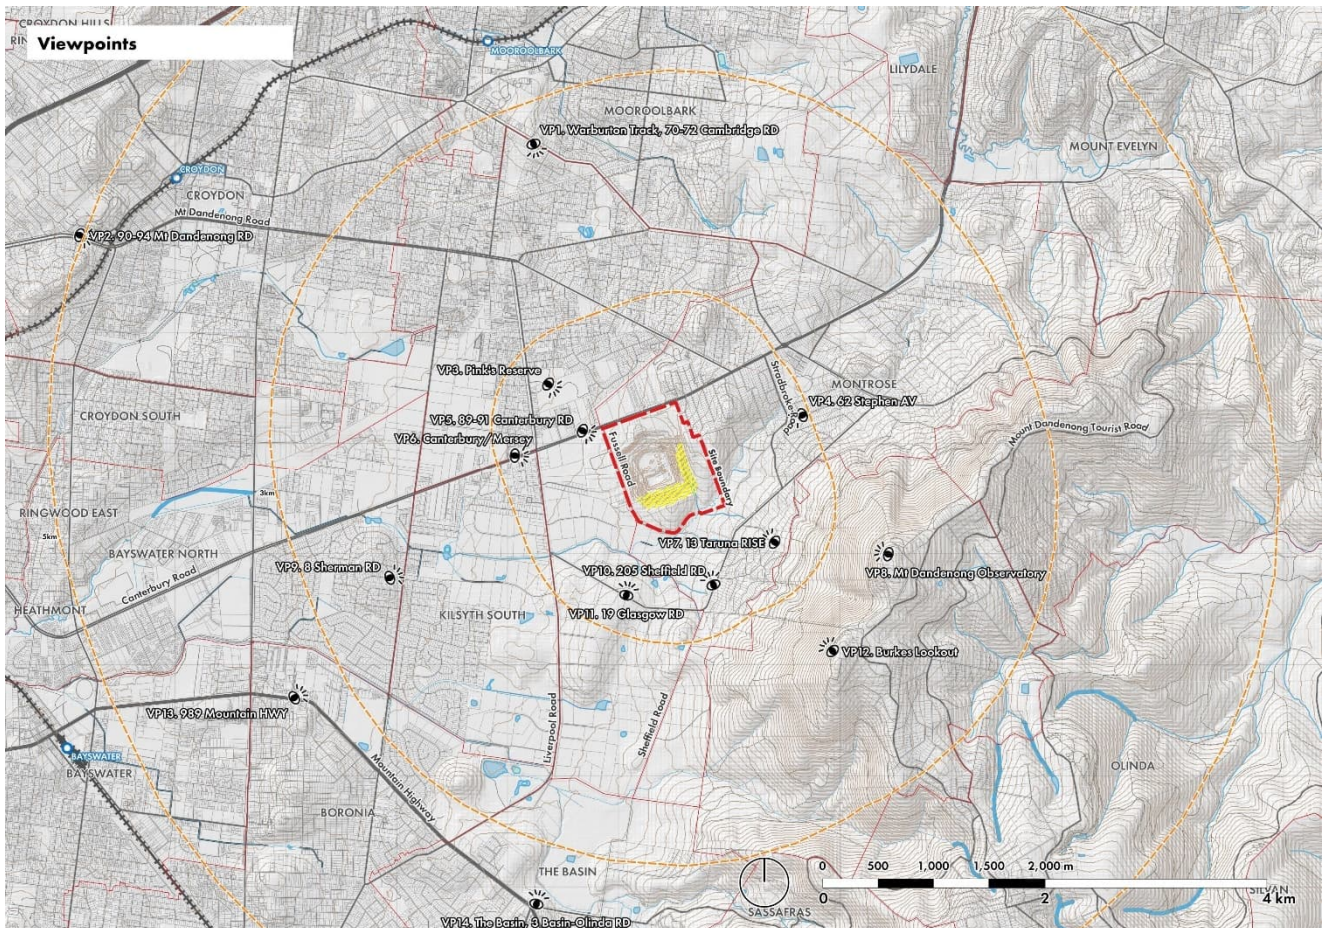 CROYDON HILLS
RIN
Viewpoints
MOOROOLBARK
LILYDALE
MOOROOLBARK
VP1. Warburton Track, 70-72 Cambridge RD
MOUNT EVELYN
CROYDON
CROYDON
Mt Dandenong Road
VP2. 90-94 Mt Dandenong RD
VP3. Pink's Reserve
Stradbroke Road
MONTROSE
VP4. 62 Stephen AV
CROYDON SOUTH
VP5. 89-91 Canterbury RD
Mount Dandenong Tourist Road
VP6. Canterbury/Mersey
Fussell Road
Site Boundary
3km
RINGWOOD EAST
5km
BAYSWATER NORTH
VP7. 13 Taruna RISE
Canterbury Road
VP9. 8 Sherman RD
VP10. 205 Sheffield RD
VP8. Mt Dandenong Observatory
HEATHMONT
KILSYTH SOUTH
VP11. 19 Glasgow RD
VP12. Burkes Lookout
VP13. 989 Mountain HWY
Liverpool Road
Sheffield Road
BAYSWATER
BAYSWATER
OLINDA
Mountain Highway
BORONIA
THE BASIN
0 500 1,000 1,500 2,000 m
SILVAN
0 2 4 km
SASSAFRAS
VP14. The Basin, 3 Basin-Olinda RD